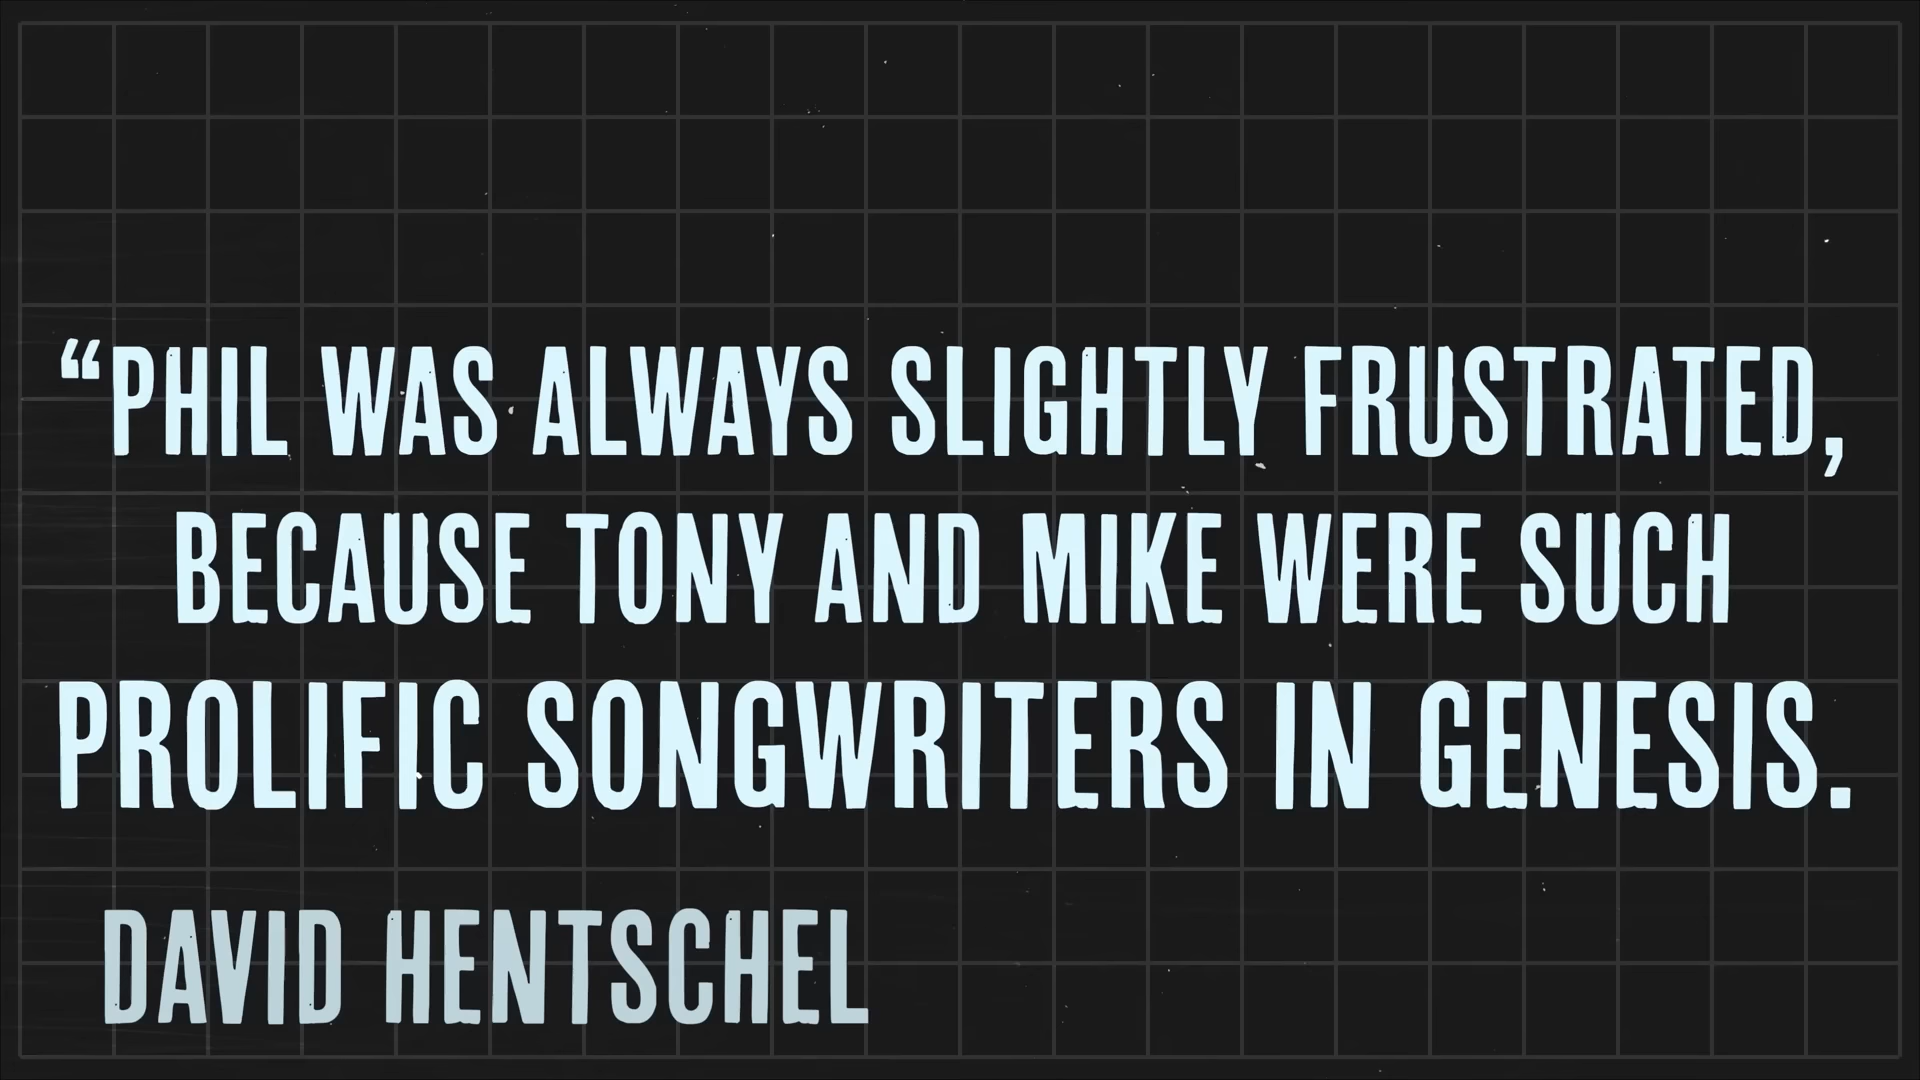 “PHIL WAS ALWAYS SLIGHTLY FRUSTRATED,
BECAUSE TONY AND MIKE WERE SUCH
PROLIFIC SONGWRITERS IN GENESIS.
DAVID HENTSCHEL